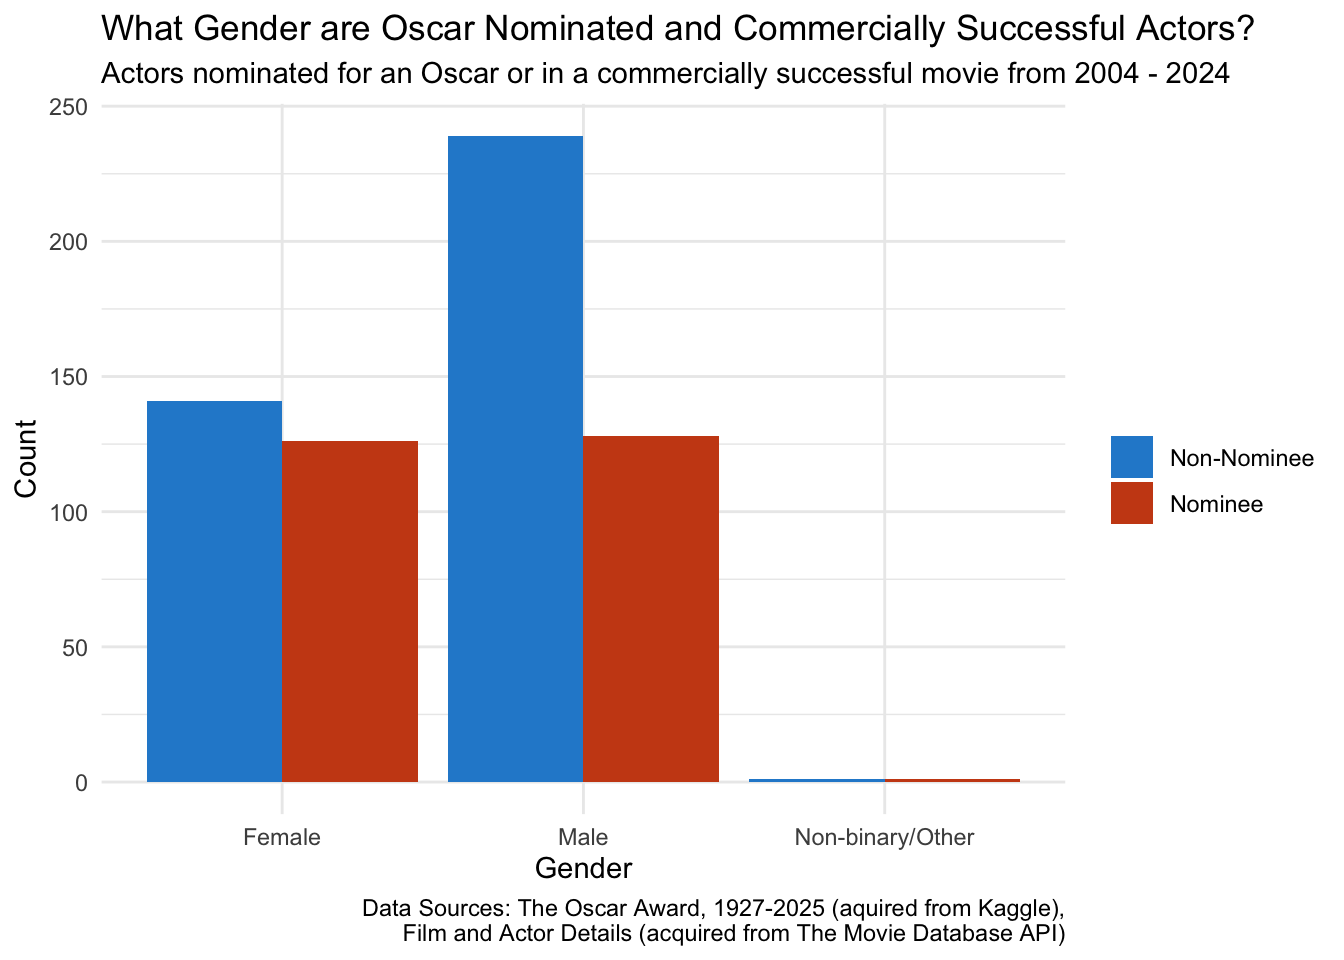 What Gender are Oscar Nominated and Commercially Successful Actors?
Actors nominated for an Oscar or in a commercially successful movie from 2004 - 2024
250
200
150
100
50
0
Count
Female
Male
Non-binary/Other
Gender
Non-Nominee
Nominee
Data Sources: The Oscar Award, 1927-2025 (aquired from Kaggle),
Film and Actor Details (acquired from The Movie Database API)